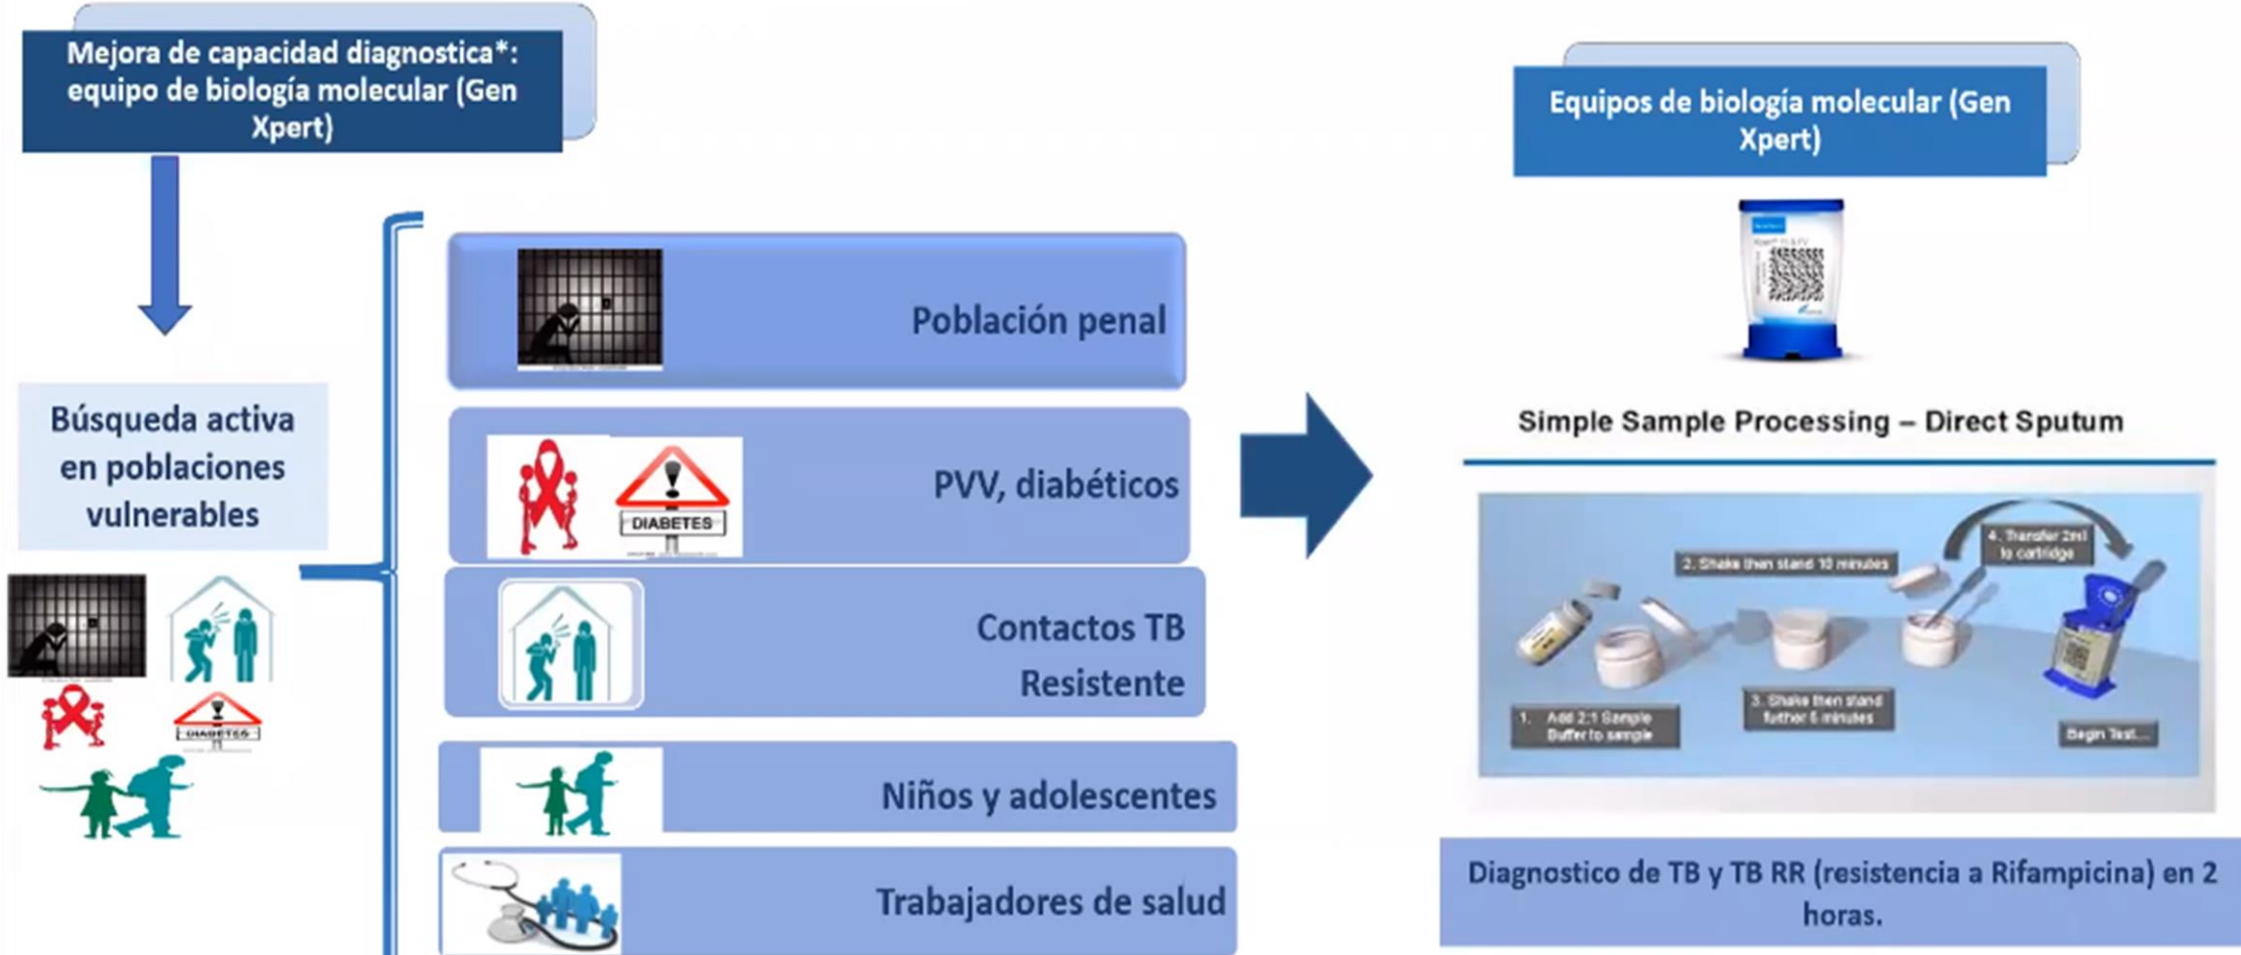 Mejora de capacidad diagnostica*:
equipo de biología molecular (Gen
Xpert)
Búsqueda activa
en poblaciones
vulnerables
DIABETES
Población penal
PVV, diabéticos
DIABETES
Contactos TB
Resistente
Niños y adolescentes
Trabajadores de salud
Equipos de biología molecular (Gen
Xpert)
Simple Sample Processing – Direct Sputum
1. Add 2:1 Sample
Buffer to sample
2. Shake then stand 10 minutes
3. Shake then stand
further 5 minutes
4. Transfer 2ml
to cartridge
Begin Test...
Diagnostico de TB y TB RR (resistencia a Rifampicina) en 2
horas.